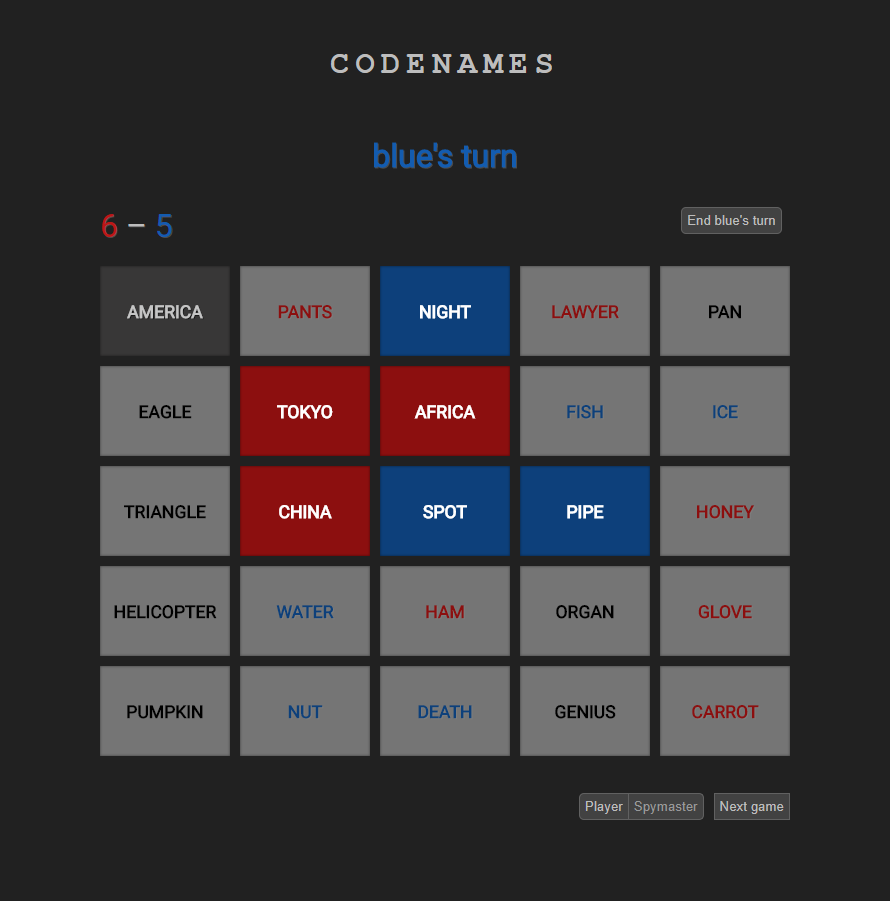 CODENAMES
blue's turn
6 – 5
End blue's turn
AMERICA PANTS NIGHT LAWYER PAN
EAGLE TOKYO AFRICA FISH ICE
TRIANGLE CHINA SPOT PIPE HONEY
HELICOPTER WATER HAM ORGAN GLOVE
PUMPKIN NUT DEATH GENIUS CARROT
Player Spymaster Next game